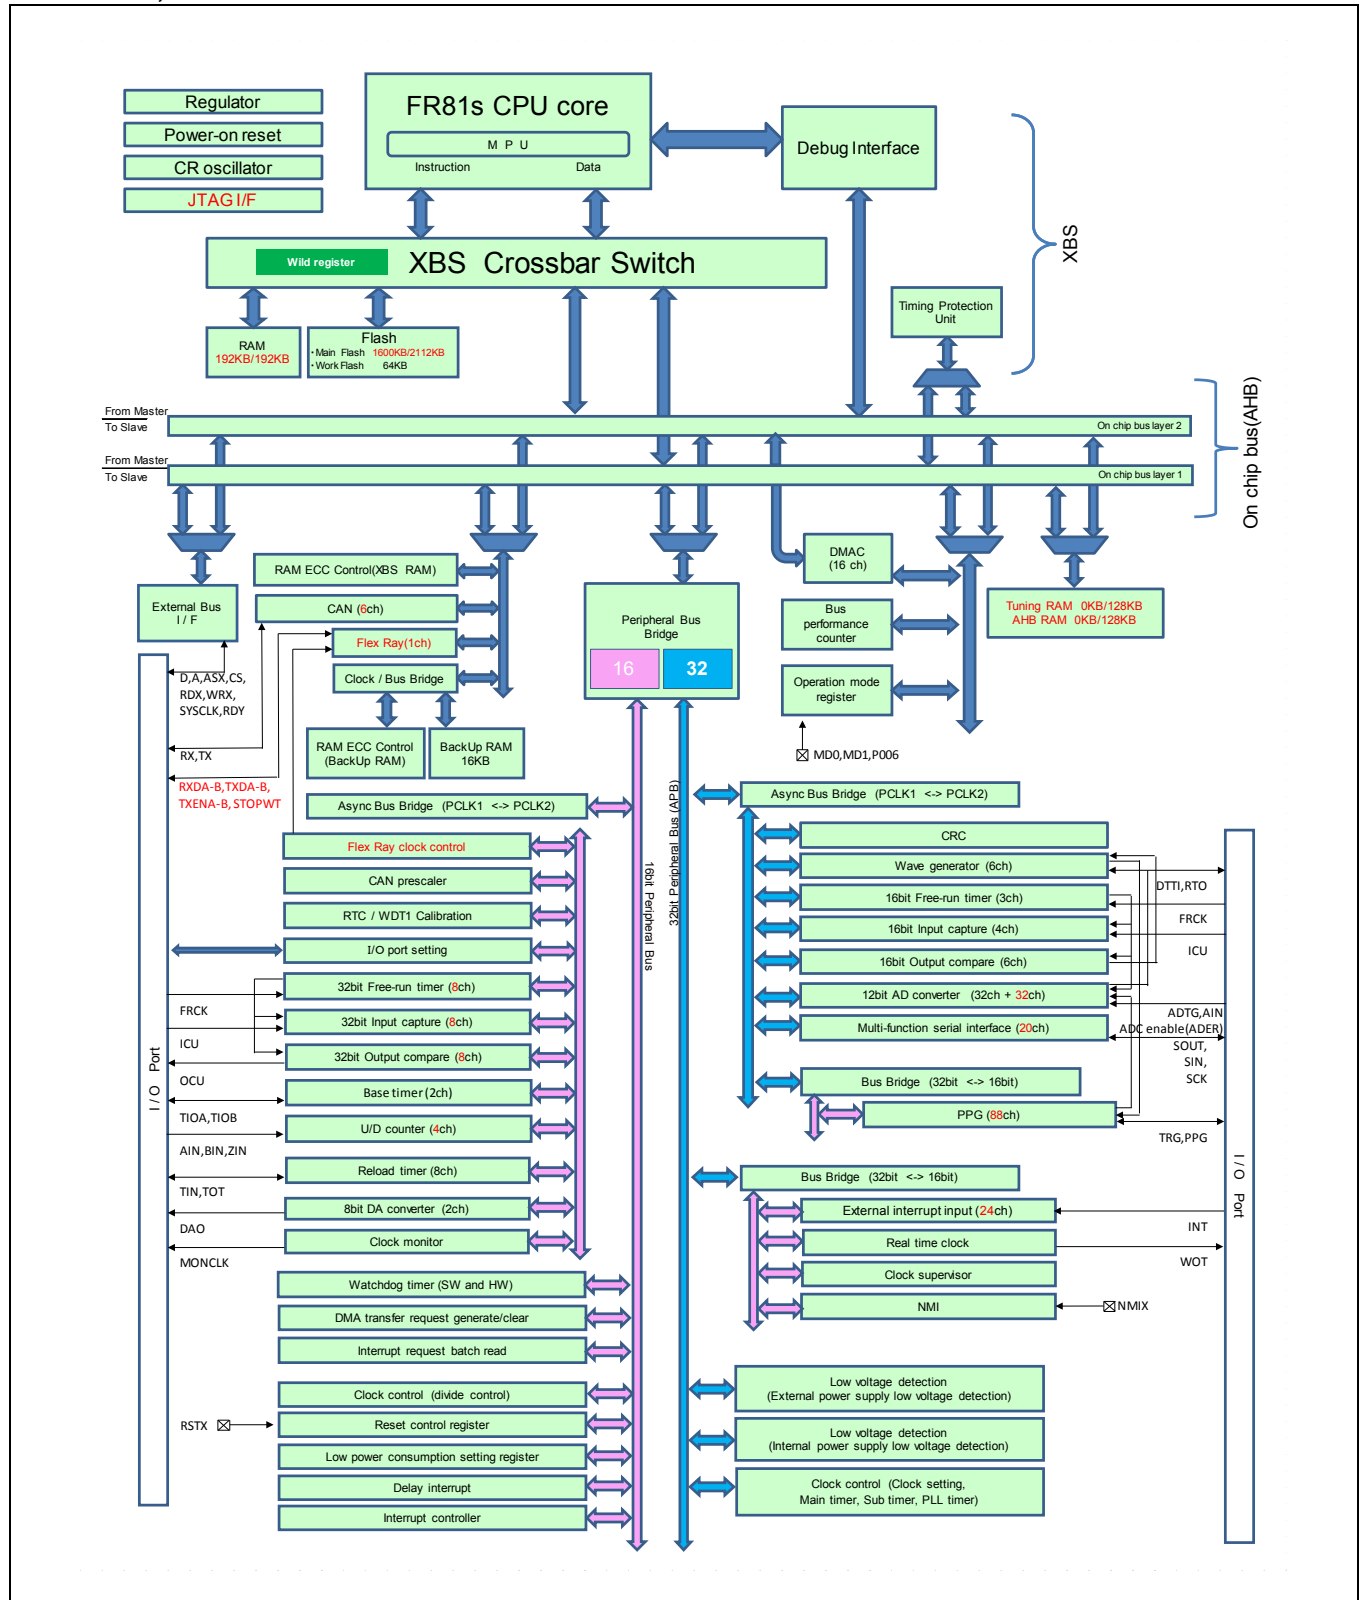 Regulator
Power-on reset
CR oscillator
JTAG I/F
FR81s CPU core
M P U
Instruction Data
Debug Interface
XBS
Wild register
XBS Crossbar Switch
RAM
192KB/192KB
Flash
・Main Flash 1600KB/2112KB
・Work Flash 64KB
Timing Protection
Unit
On chip bus(AHB)
From Master
To Slave
On chip bus layer 2
From Master
To Slave
On chip bus layer 1
External Bus
I / F
RAM ECC Control(XBS RAM)
CAN (6ch)
Flex Ray(1ch)
Clock / Bus Bridge
RAM ECC Control
(BackUp RAM)
BackUp RAM
16KB
Peripheral Bus
Bridge
16
32
DMAC
(16 ch)
Bus
performance
counter
Operation mode
register
MD0,MD1,P006
Tuning RAM 0KB/128KB
AHB RAM 0KB/128KB
D,A,ASX,CS,
RDX,WRX,
SYSCLK,RDY
RX,TX
RXDA-B,TXDA-B,
TXENA-B, STOPWT
I / O Port
16bit Peripheral Bus
32bit Peripheral Bus (APB)
Async Bus Bridge (PCLK1 <-> PCLK2)
Flex Ray clock control
CAN prescaler
RTC / WDT1 Calibration
I/O port setting
32bit Free-run timer (8ch)
FRCK
32bit Input capture (8ch)
ICU
32bit Output compare (8ch)
OCU
Base timer (2ch)
TIOA,TIOB
U/D counter (4ch)
AIN,BIN,ZIN
Reload timer (8ch)
TIN,TOT
8bit DA converter (2ch)
DAO
Clock monitor
MONCLK
Watchdog timer (SW and HW)
DMA transfer request generate/clear
Interrupt request batch read
Clock control (divide control)
RSTX
Reset control register
Low power consumption setting register
Delay interrupt
Interrupt controller
Async Bus Bridge (PCLK1 <-> PCLK2)
CRC
Wave generator (6ch)
DTTI,RTO
16bit Free-run timer (3ch)
FRCK
16bit Input capture (4ch)
ICU
16bit Output compare (6ch)
12bit AD converter (32ch + 32ch)
ADTG,AIN
ADC enable(ADER)
Multi-function serial interface (20ch)
SOUT,
SIN,
SCK
Bus Bridge (32bit <-> 16bit)
PPG (88ch)
TRG,PPG
I / O Port
Bus Bridge (32bit <-> 16bit)
External interrupt input (24ch)
INT
Real time clock
WOT
Clock supervisor
NMI
NMIX
Low voltage detection
(External power supply low voltage detection)
Low voltage detection
(Internal power supply low voltage detection)
Clock control (Clock setting,
Main timer, Sub timer, PLL timer)